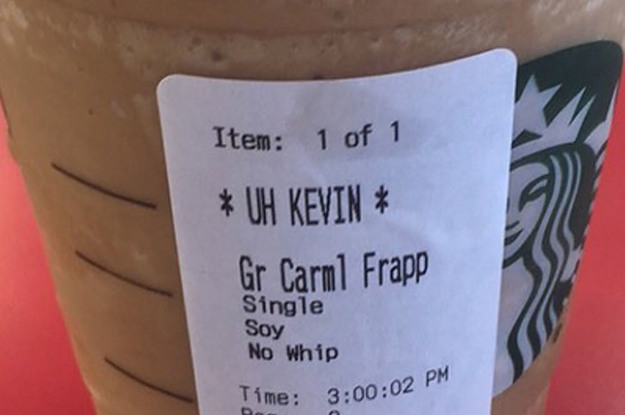 Item: 1 of 1
* UH KEVIN *
Gr Carml Frapp
Single
Soy
No Whip
Time: 3:00:02 PM